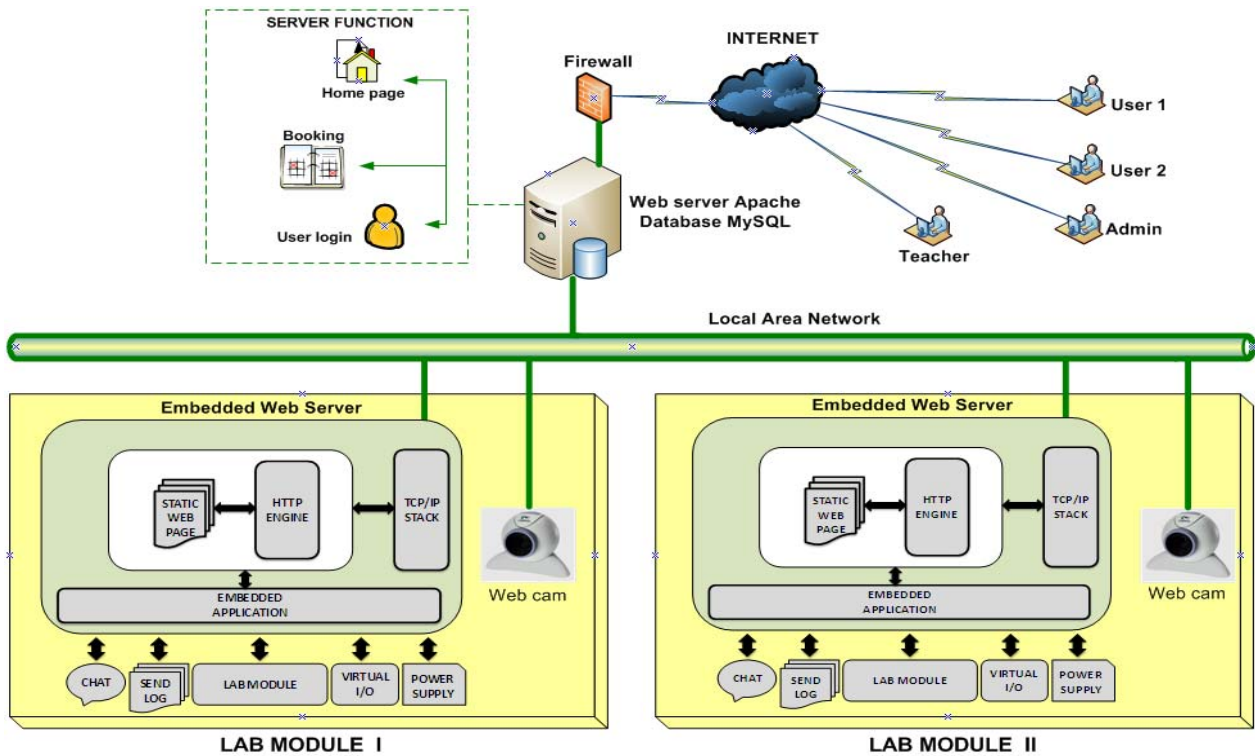 SERVER FUNCTION
Home page
Booking
User login
Firewall
INTERNET
User 1
User 2
Admin
Teacher
Web server Apache
Database MySQL
Local Area Network
Embedded Web Server
STATIC
WEB
PAGE
HTTP
ENGINE
TCP/IP
STACK
EMBEDDED
APPLICATION
Web cam
CHAT
SEND
LOG
LAB MODULE
VIRTUAL
I/O
POWER
SUPPLY
LAB MODULE I
Embedded Web Server
STATIC
WEB
PAGE
HTTP
ENGINE
TCP/IP
STACK
EMBEDDED
APPLICATION
Web cam
CHAT
SEND
LOG
LAB MODULE
VIRTUAL
I/O
POWER
SUPPLY
LAB MODULE II